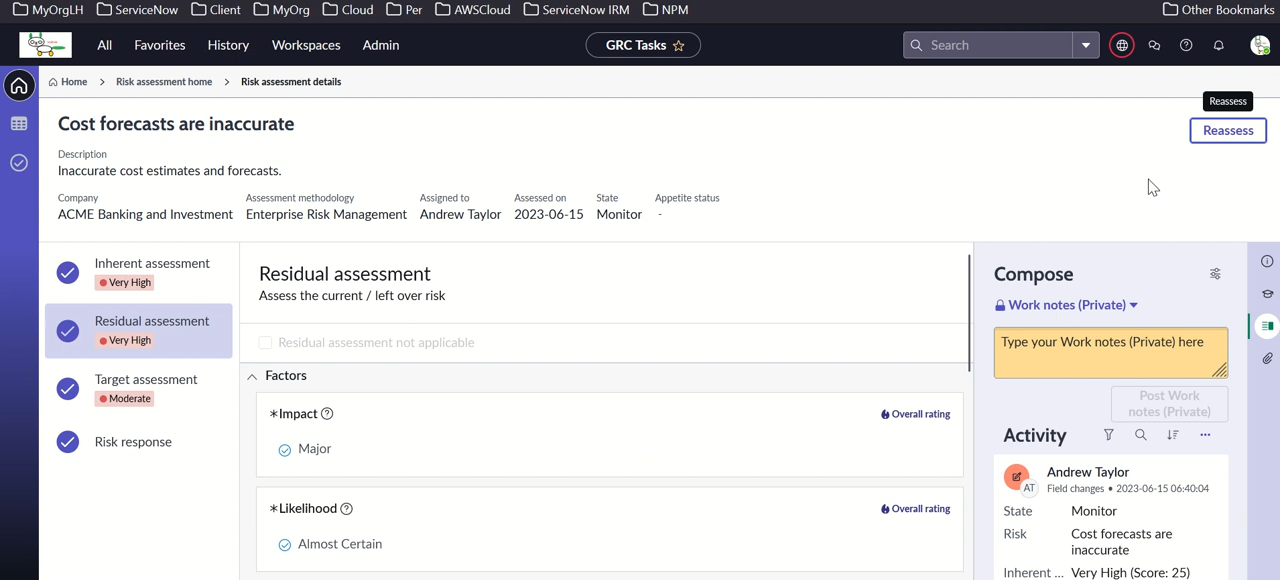 MyOrgLH ServiceNow Client MyOrg Cloud Per AWSCloud ServiceNow IRM NPM Other Bookmarks
All Favorites History Workspaces Admin GRC Tasks Search
Home > Risk assessment home > Risk assessment details
Reassess
Cost forecasts are inaccurate
Reassess
Description
Inaccurate cost estimates and forecasts.
Company Assessment methodology Assigned to Assessed on State Appetite status
ACME Banking and Investment Enterprise Risk Management Andrew Taylor 2023-06-15 Monitor -
Inherent assessment
Very High
Residual assessment
Very High
Target assessment
Moderate
Risk response
Residual assessment
Assess the current / left over risk
Residual assessment not applicable
Factors
*Impact Overall rating
Major
*Likelihood Overall rating
Almost Certain
Compose
Work notes (Private)
Type your Work notes (Private) here
Post Work
notes (Private)
Activity
Andrew Taylor
AT Field changes • 2023-06-15 06:40:04
State Monitor
Risk Cost forecasts are
inaccurate
Inherent ... Very High (Score: 25)